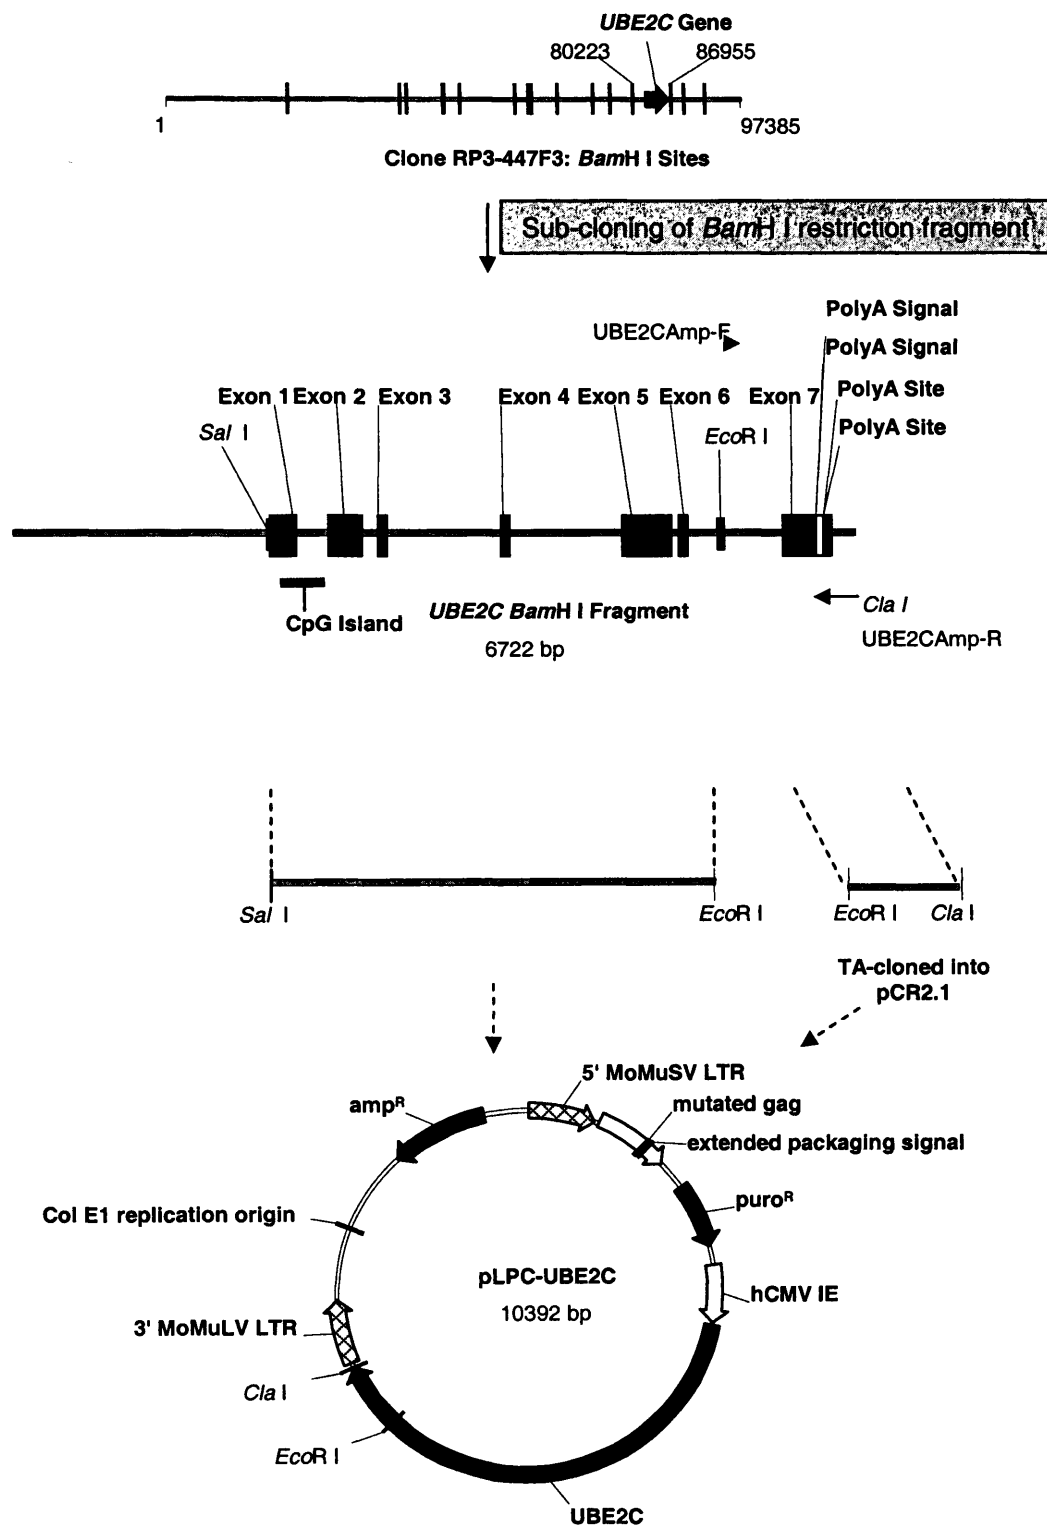 UBE2C Gene
80223
86955
1
97385
Clone RP3-447F3: BamH I Sites
Sub-cloning of BamH I restriction fragment
PolyA Signal
UBE2CAmp-F
PolyA Signal
Exon 1 Exon 2 Exon 3 Exon 4 Exon 5 Exon 6 Exon 7 PolyA Site
Sal I
EcoR I
PolyA Site
CpG Island
UBE2C BamH I Fragment
6722 bp
Cla I
UBE2CAmp-R
Sal I
EcoR I
EcoR I
Cla I
TA-cloned into
pCR2.1
5' MoMuSV LTR
ampR
mutated gag
extended packaging signal
puroR
Col E1 replication origin
pLPC-UBE2C
10392 bp
hCMV IE
3' MoMuLV LTR
Cla I
EcoR I
UBE2C